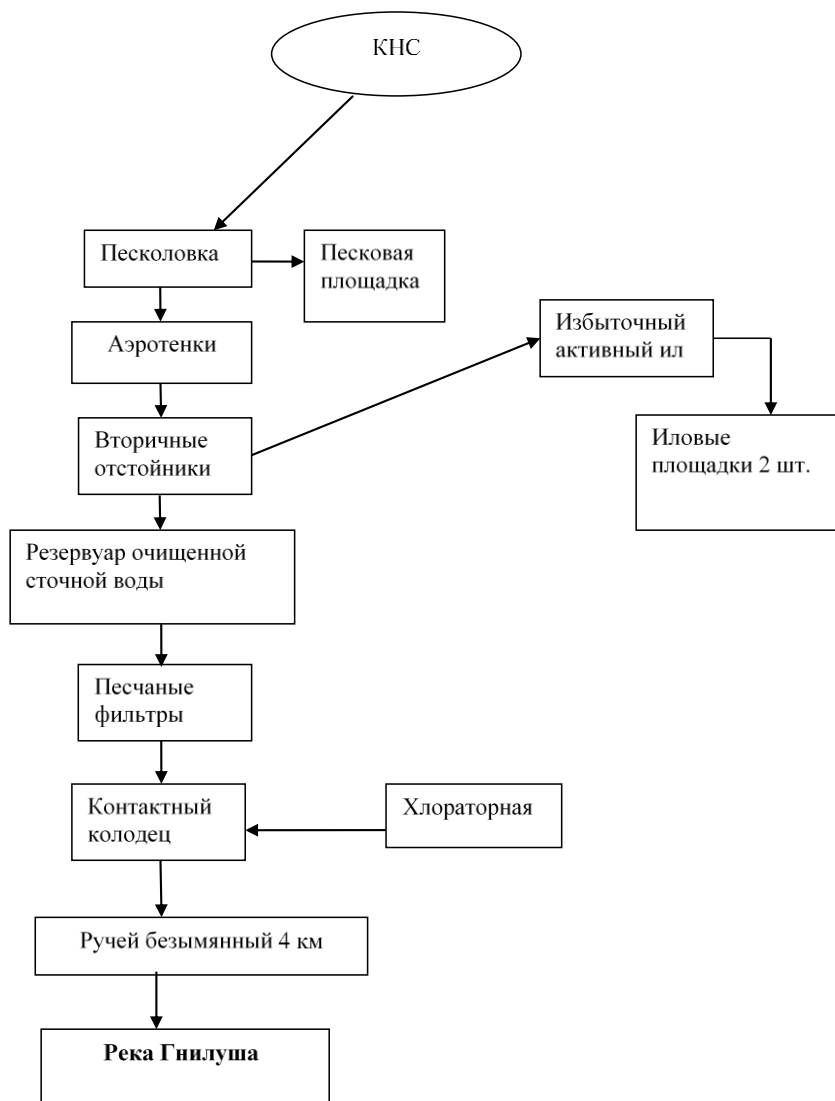 КНС
Песколовка
Песковая
площадка
Аэротенки
Избыточный
активный ил
Вторичные
отстойники
Иловые
площадки 2 шт.
Резервуар очищенной
сточной воды
Песчаные
фильтры
Контактный
колодец
Хлораторная
Ручей безымянный 4 км
Река Гнилуша